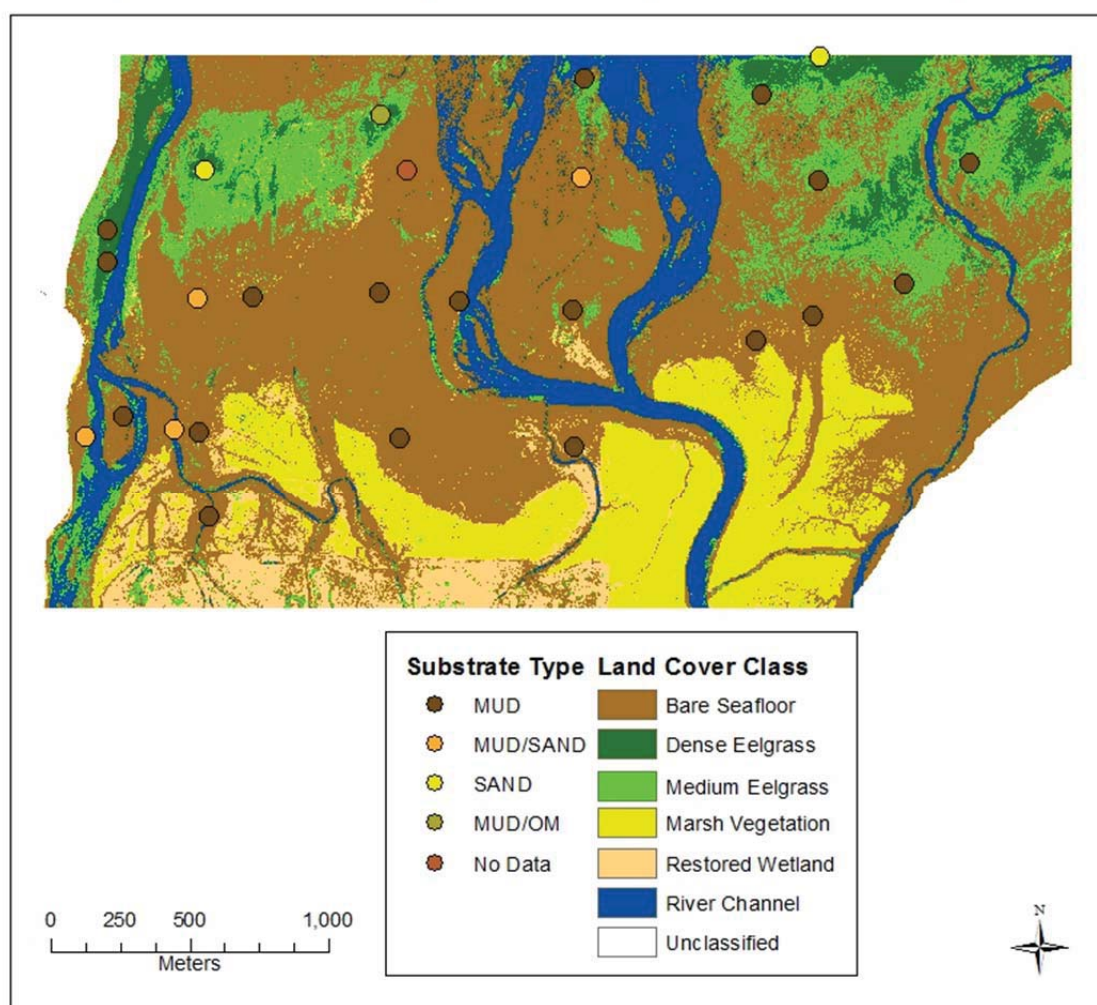 Substrate Type Land Cover Class
MUD Bare Seafloor
MUD/SAND Dense Eelgrass
SAND Medium Eelgrass
MUD/OM Marsh Vegetation
No Data Restored Wetland
River Channel
Unclassified
0 250 500 1,000
Meters
N